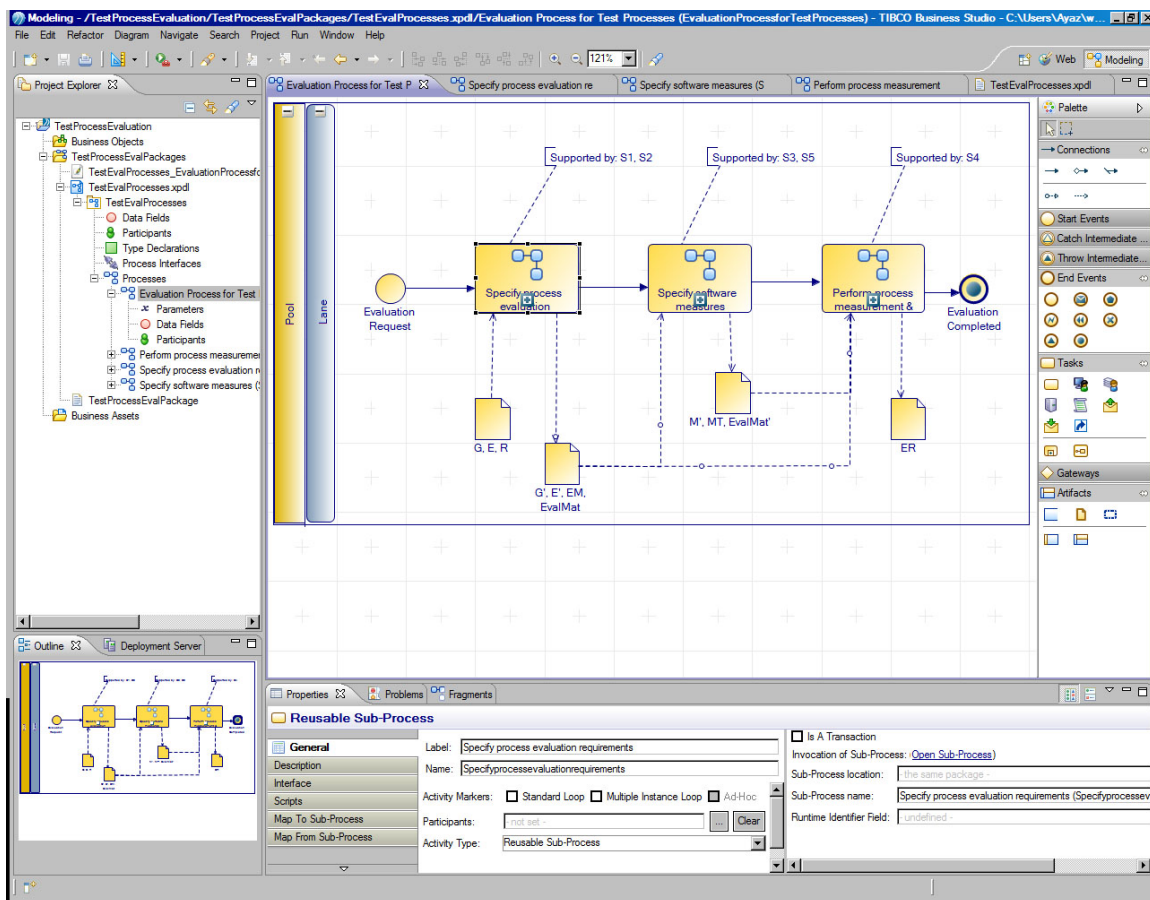 Modeling - /TestProcessEvaluation/TestProcessEvalPackages/TestEvalProcesses.xpdl/Evaluation Process for Test Processes (EvaluationProcessforTestProcesses) - TIBCO Business Studio - C:\Users\Ayaz\w...
File Edit Refactor Diagram Navigate Search Project Run Window Help
121%
Web Modeling
Project Explorer
Evaluation Process for Test P
Specify process evaluation re
Specify software measures (S
Perform process measurement
TestEvalProcesses.xpdl
TestProcessEvaluation
Business Objects
TestProcessEvalPackages
TestEvalProcesses_EvaluationProcessfo
TestEvalProcesses.xpdl
TestEvalProcesses
Data Fields
Participants
Type Declarations
Process Interfaces
Processes
Evaluation Process for Test
Parameters
Data Fields
Participants
Perform process measuremen
Specify process evaluation re
Specify software measures (S
TestProcessEvalPackage
Business Assets
Pool
Lane
Supported by: S1, S2
Supported by: S3, S5
Supported by: S4
Evaluation
Request
Specify process
evaluation
Specify software
measures
Perform process
measurement &
Evaluation
Completed
G, E, R
G', E', EM,
EvalMat
M', MT, EvalMat'
ER
Palette
Connections
Start Events
Catch Intermediate ...
Throw Intermediate...
End Events
Tasks
Gateways
Artifacts
Outline
Deployment Server
Properties
Problems
Fragments
Reusable Sub-Process
General
Description
Interface
Scripts
Map To Sub-Process
Map From Sub-Process
Label: Specify process evaluation requirements
Name: Specifyprocessevaluationrequirements
Activity Markers: Standard Loop Multiple Instance Loop Ad-Hoc
Participants: - not set - ... Clear
Activity Type: Reusable Sub-Process
Is A Transaction
Invocation of Sub-Process: (Open Sub-Process)
Sub-Process location: - the same package -
Sub-Process name: Specify process evaluation requirements (Specifyprocessev
Runtime Identifier Field: - undefined -